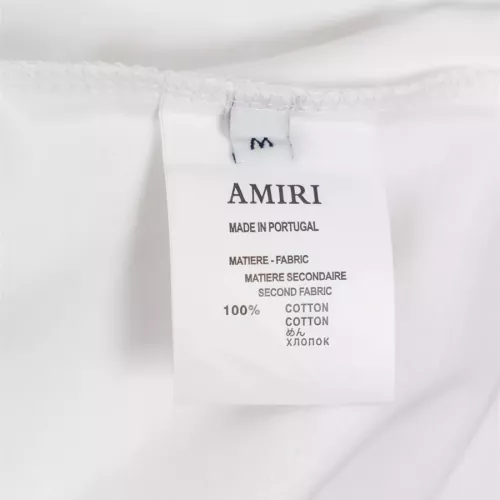 M
AMIRI
MADE IN PORTUGAL
MATIERE - FABRIC
MATIERE SECONDAIRE
SECOND FABRIC
100% COTTON
COTTON
めん
ХЛОПОК